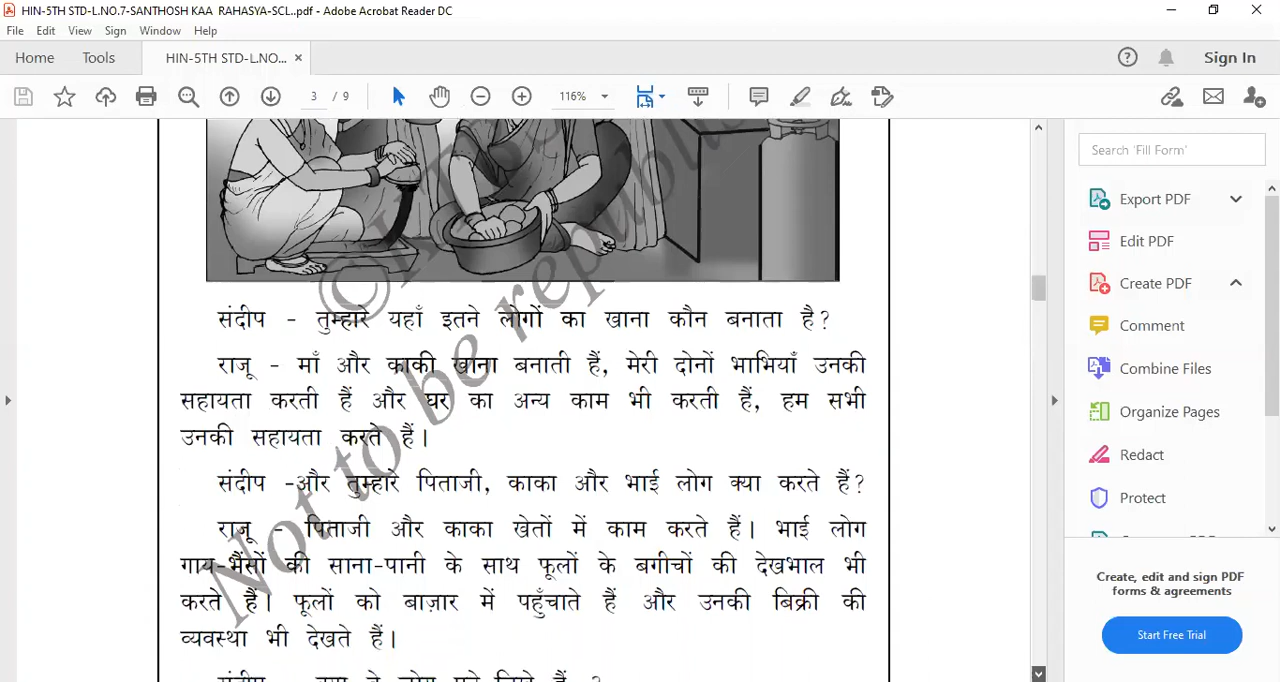 HIN-5TH STD-L.NO.7-SANTHOSH KAA RAHASYA-SCL..pdf - Adobe Acrobat Reader DC
File Edit View Sign Window Help
Home Tools HIN-5TH STD-L.NO... × Sign In
3 / 9 116%
Search 'Fill Form'
Export PDF
Edit PDF
Create PDF
Comment
Combine Files
Organize Pages
Redact
Protect
Create, edit and sign PDF
forms & agreements
Start Free Trial
संदीप - तुम्हारे यहाँ इतने लोगों का खाना कौन बनाता है?
राजू - माँ और काकी खाना बनाती हैं, मेरी दोनों भाभियाँ उनकी
सहायता करती हैं और घर का अन्य काम भी करती हैं, हम सभी
उनकी सहायता करते हैं।
संदीप -और तुम्हारे पिताजी, काका और भाई लोग क्या करते हैं?
राजू - पिताजी और काका खेतों में काम करते हैं। भाई लोग
गाय-भैंसों की साना-पानी के साथ फूलों के बगीचों की देखभाल भी
करते हैं। फूलों को बाज़ार में पहुँचाते हैं और उनकी बिक्री की
व्यवस्था भी देखते हैं।
Not to be republi